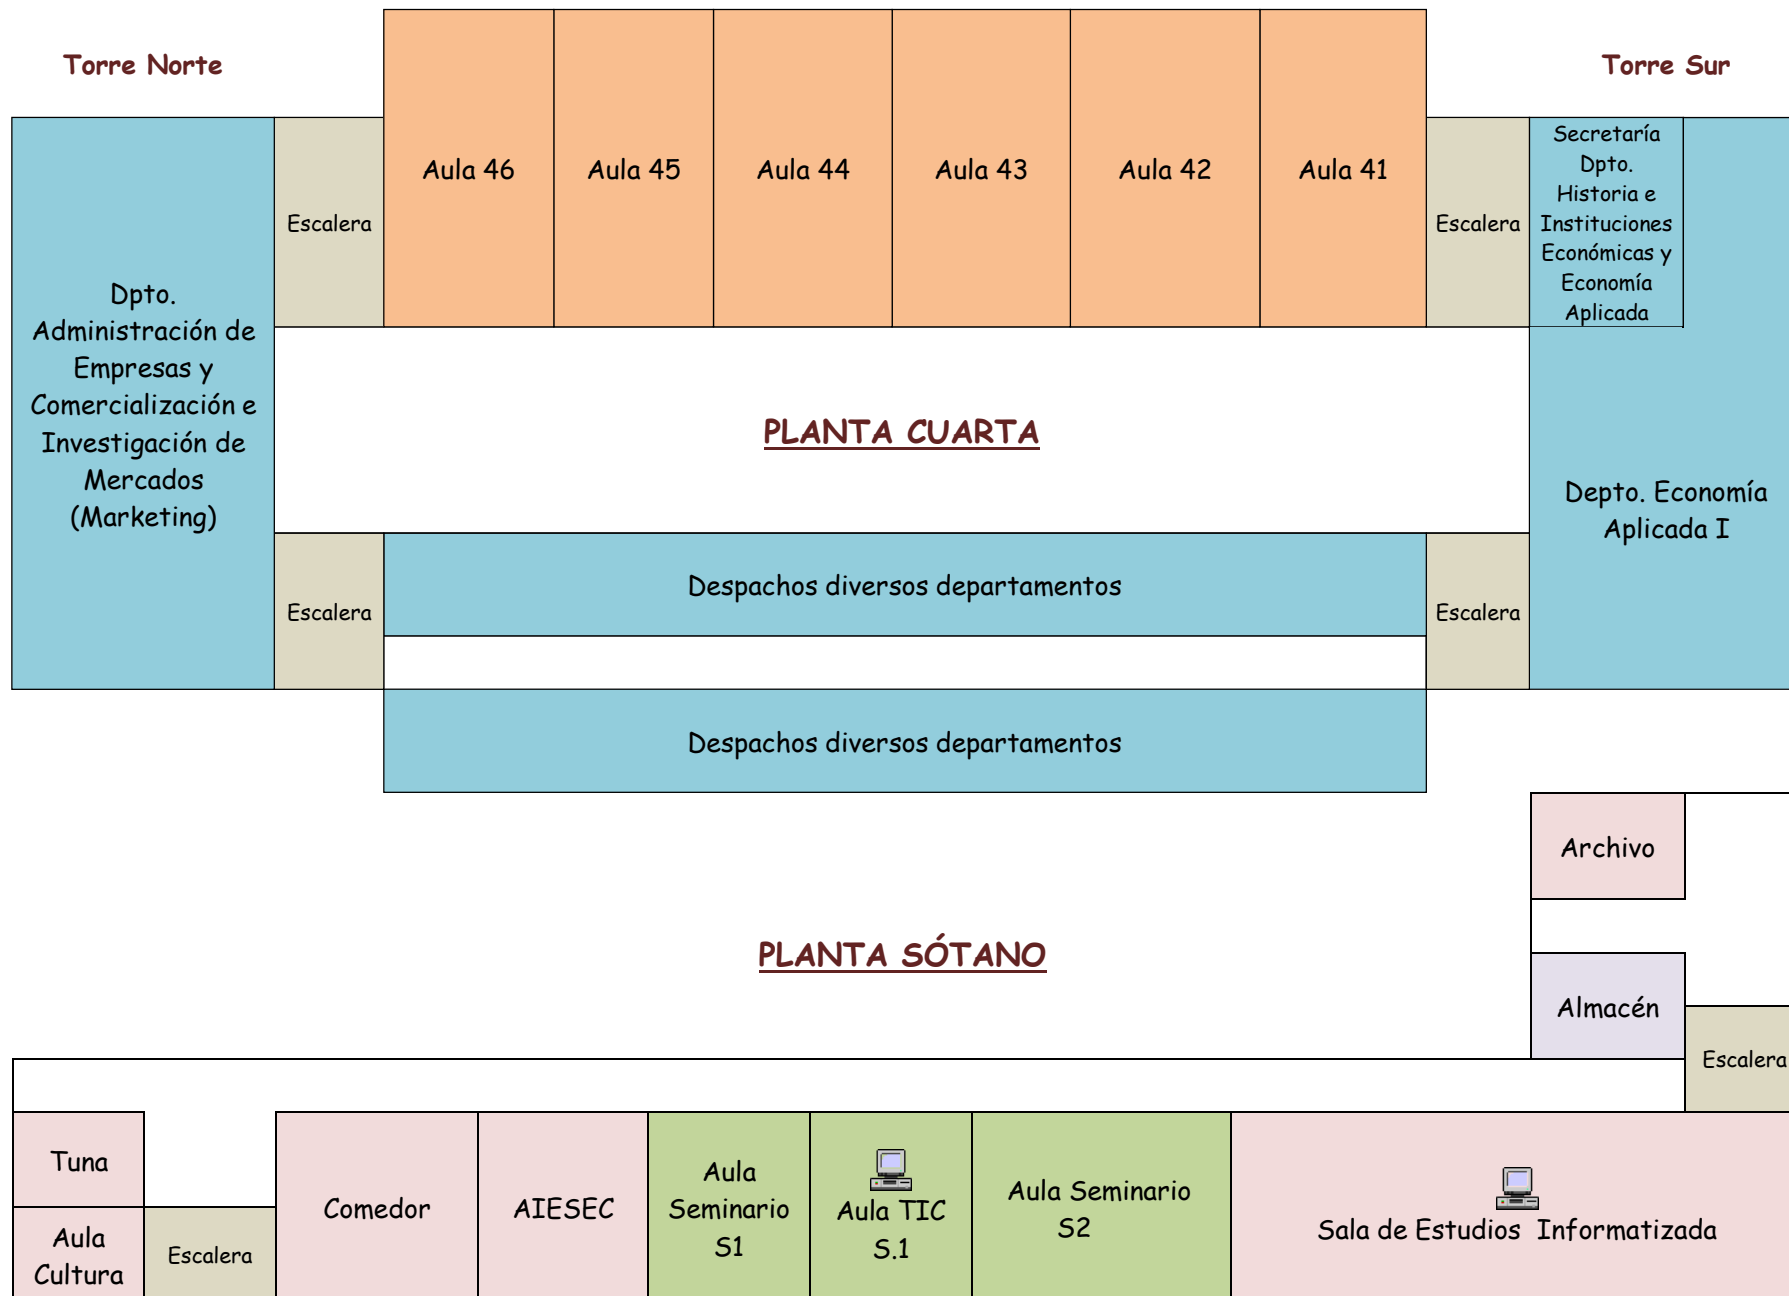 Torre Norte
Torre Sur
Aula 46
Aula 45
Aula 44
Aula 43
Aula 42
Aula 41
Escalera
Escalera
Secretaría
Dpto.
Historia e
Instituciones
Económicas y
Economía
Aplicada
Dpto.
Administración de
Empresas y
Comercialización e
Investigación de
Mercados
(Marketing)
PLANTA CUARTA
Depto. Economía
Aplicada I
Escalera
Despachos diversos departamentos
Escalera
Despachos diversos departamentos
Archivo
PLANTA SÓTANO
Almacén
Escalera
Tuna
Aula
Cultura
Escalera
Comedor
AIESEC
Aula
Seminario
S1
Aula TIC
S.1
Aula Seminario
S2
Sala de Estudios Informatizada